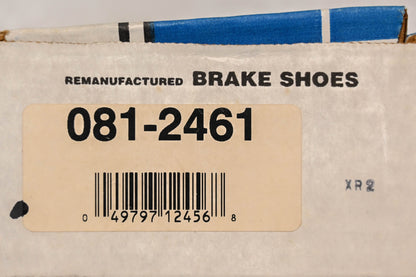 REMANUFACTURED BRAKE SHOES
081-2461
XR2
0 49797 12456 8